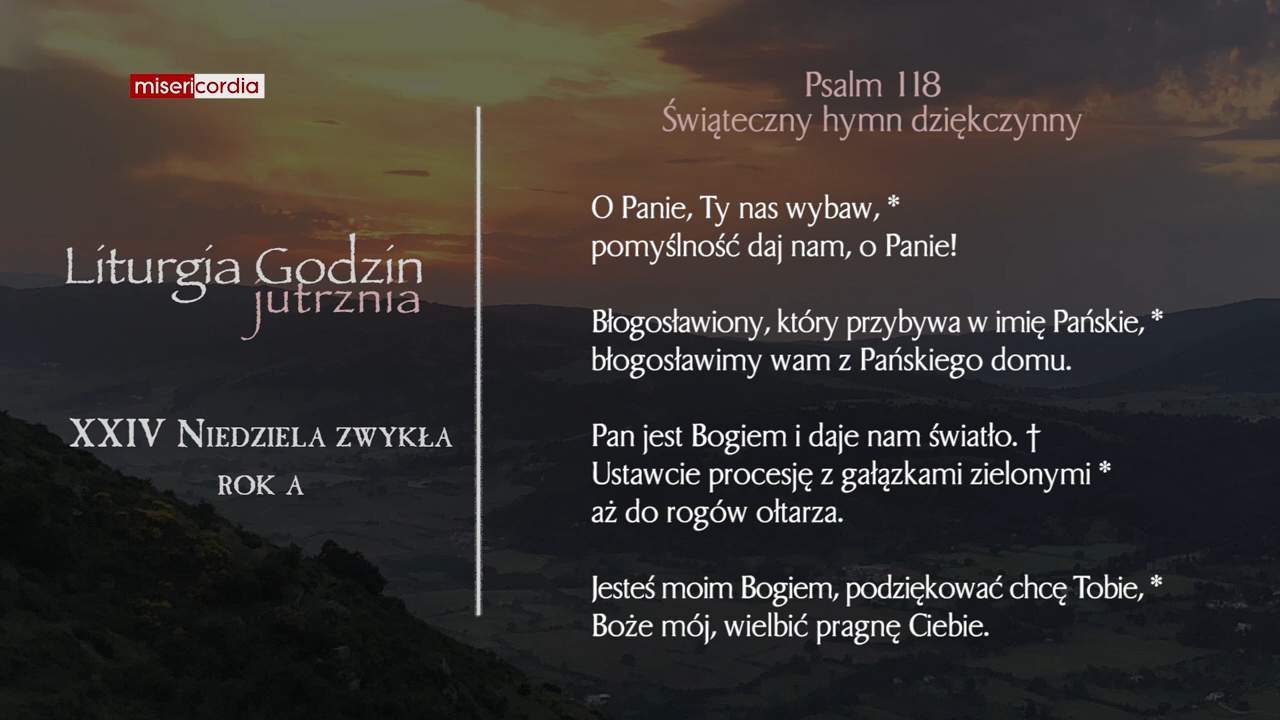 misericordia
Liturgia Godzin
jutrznia
XXIV Niedziela zwykła
rok A
Psalm 118
Świąteczny hymn dziękczynny
O Panie, Ty nas wybaw, *
pomyślność daj nam, o Panie!
Błogosławiony, który przybywa w imię Pańskie, *
błogosławimy wam z Pańskiego domu.
Pan jest Bogiem i daje nam światło. †
Ustawcie procesję z gałązkami zielonymi *
aż do rogów ołtarza.
Jesteś moim Bogiem, podziękować chcę Tobie, *
Boże mój, wielbić pragnę Ciebie.